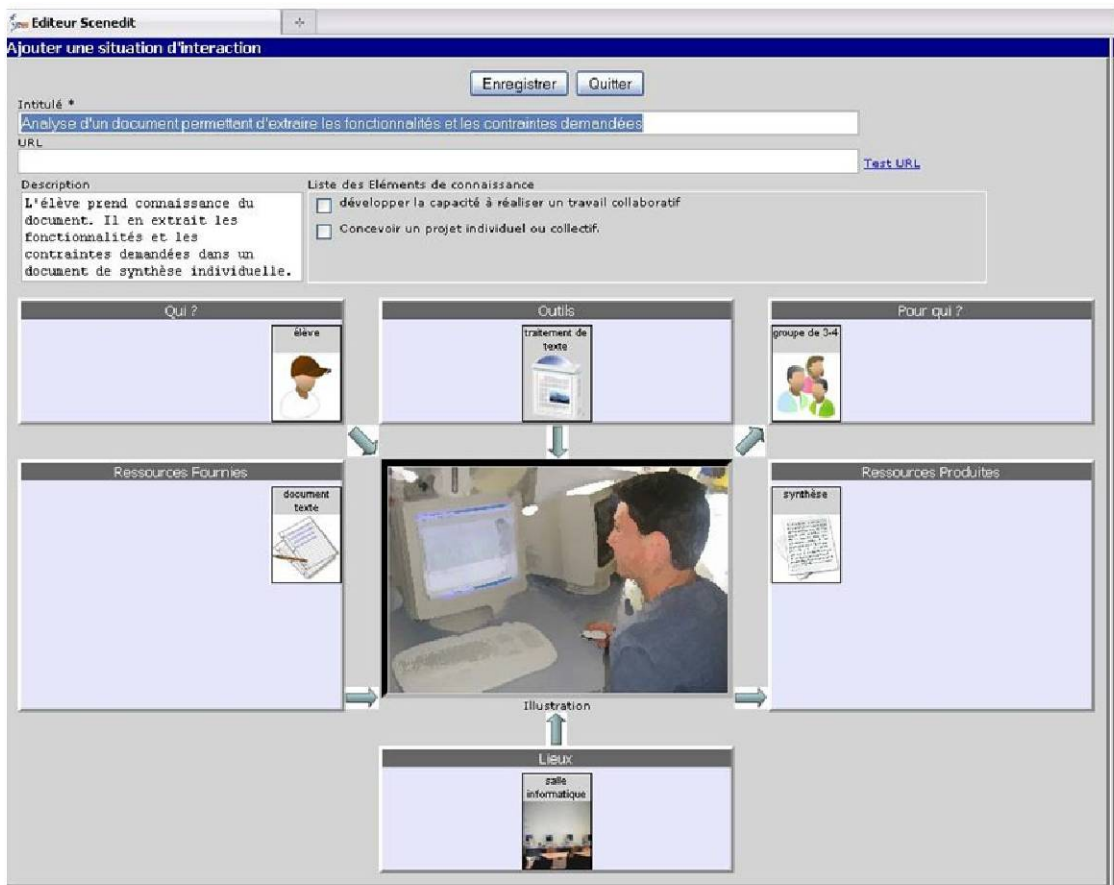 Editeur Scenedit
Ajouter une situation d'interaction
Enregistrer Quitter
Intitulé *
Analyse d'un document permettant d'extraire les fonctionnalités et les contraintes demandées
URL
Test URL
Description
L'élève prend connaissance du
document. Il en extrait les
fonctionnalités et les
contraintes demandées dans un
document de synthèse individuelle.
Liste des Eléments de connaissance
développer la capacité à réaliser un travail collaboratif
Concevoir un projet individuel ou collectif.
Qui ?
élève
Outils
traitement de
texte
Pour qui ?
groupe de 3-4
Ressources Fournies
document
texte
Illustration
Ressources Produites
synthèse
Lieux
salle
informatique